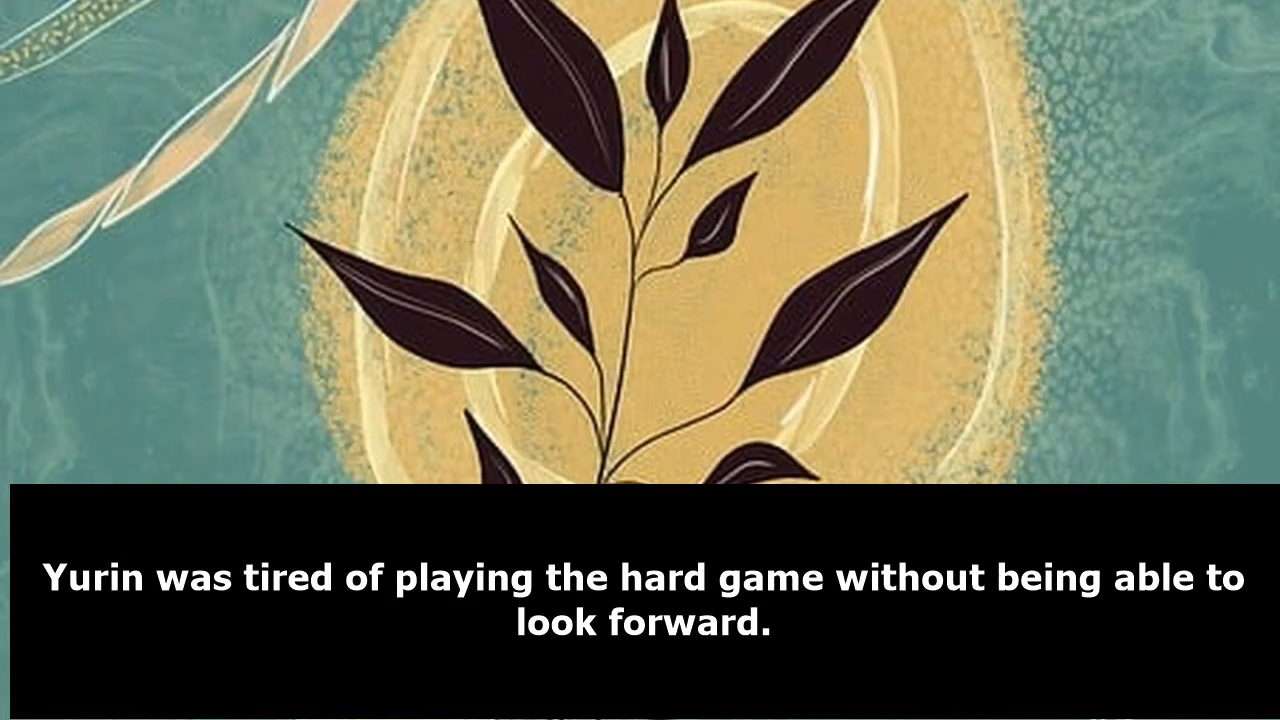 Yurin was tired of playing the hard game without being able to
look forward.